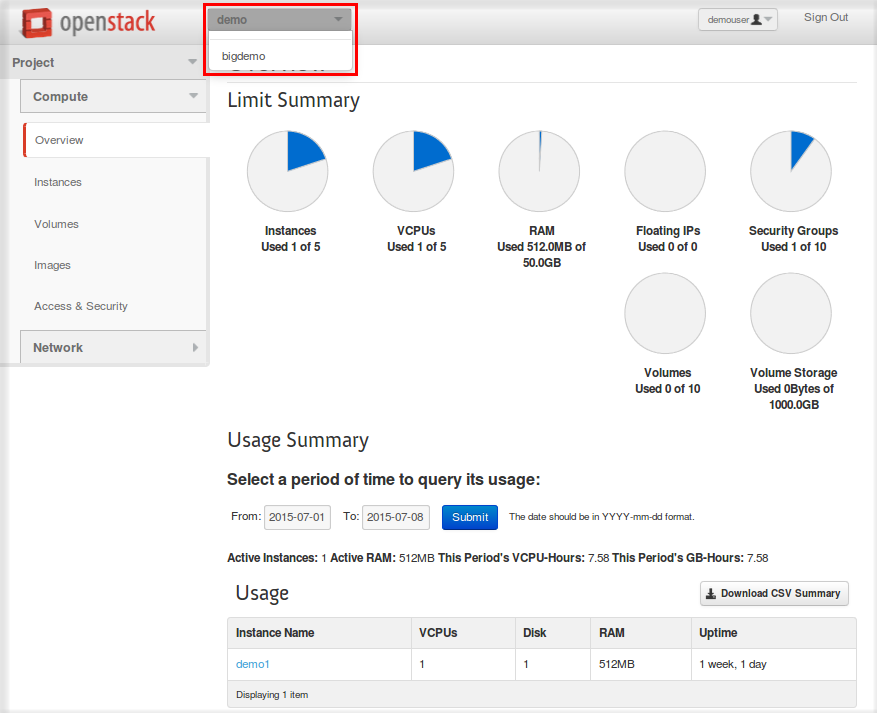 openstack
demo
demouser
Sign Out
bigdemo
Project
Compute
Overview
Instances
Volumes
Images
Access & Security
Network
Limit Summary
Instances
Used 1 of 5
VCPUs
Used 1 of 5
RAM
Used 512.0MB of
50.0GB
Floating IPs
Used 0 of 0
Security Groups
Used 1 of 10
Volumes
Used 0 of 10
Volume Storage
Used 0Bytes of
1000.0GB
Usage Summary
Select a period of time to query its usage:
From: 2015-07-01 To: 2015-07-08 Submit The date should be in YYYY-mm-dd format.
Active Instances: 1 Active RAM: 512MB This Period's VCPU-Hours: 7.58 This Period's GB-Hours: 7.58
Usage
Download CSV Summary
Instance Name VCPUs Disk RAM Uptime
demo1 1 1 512MB 1 week, 1 day
Displaying 1 item